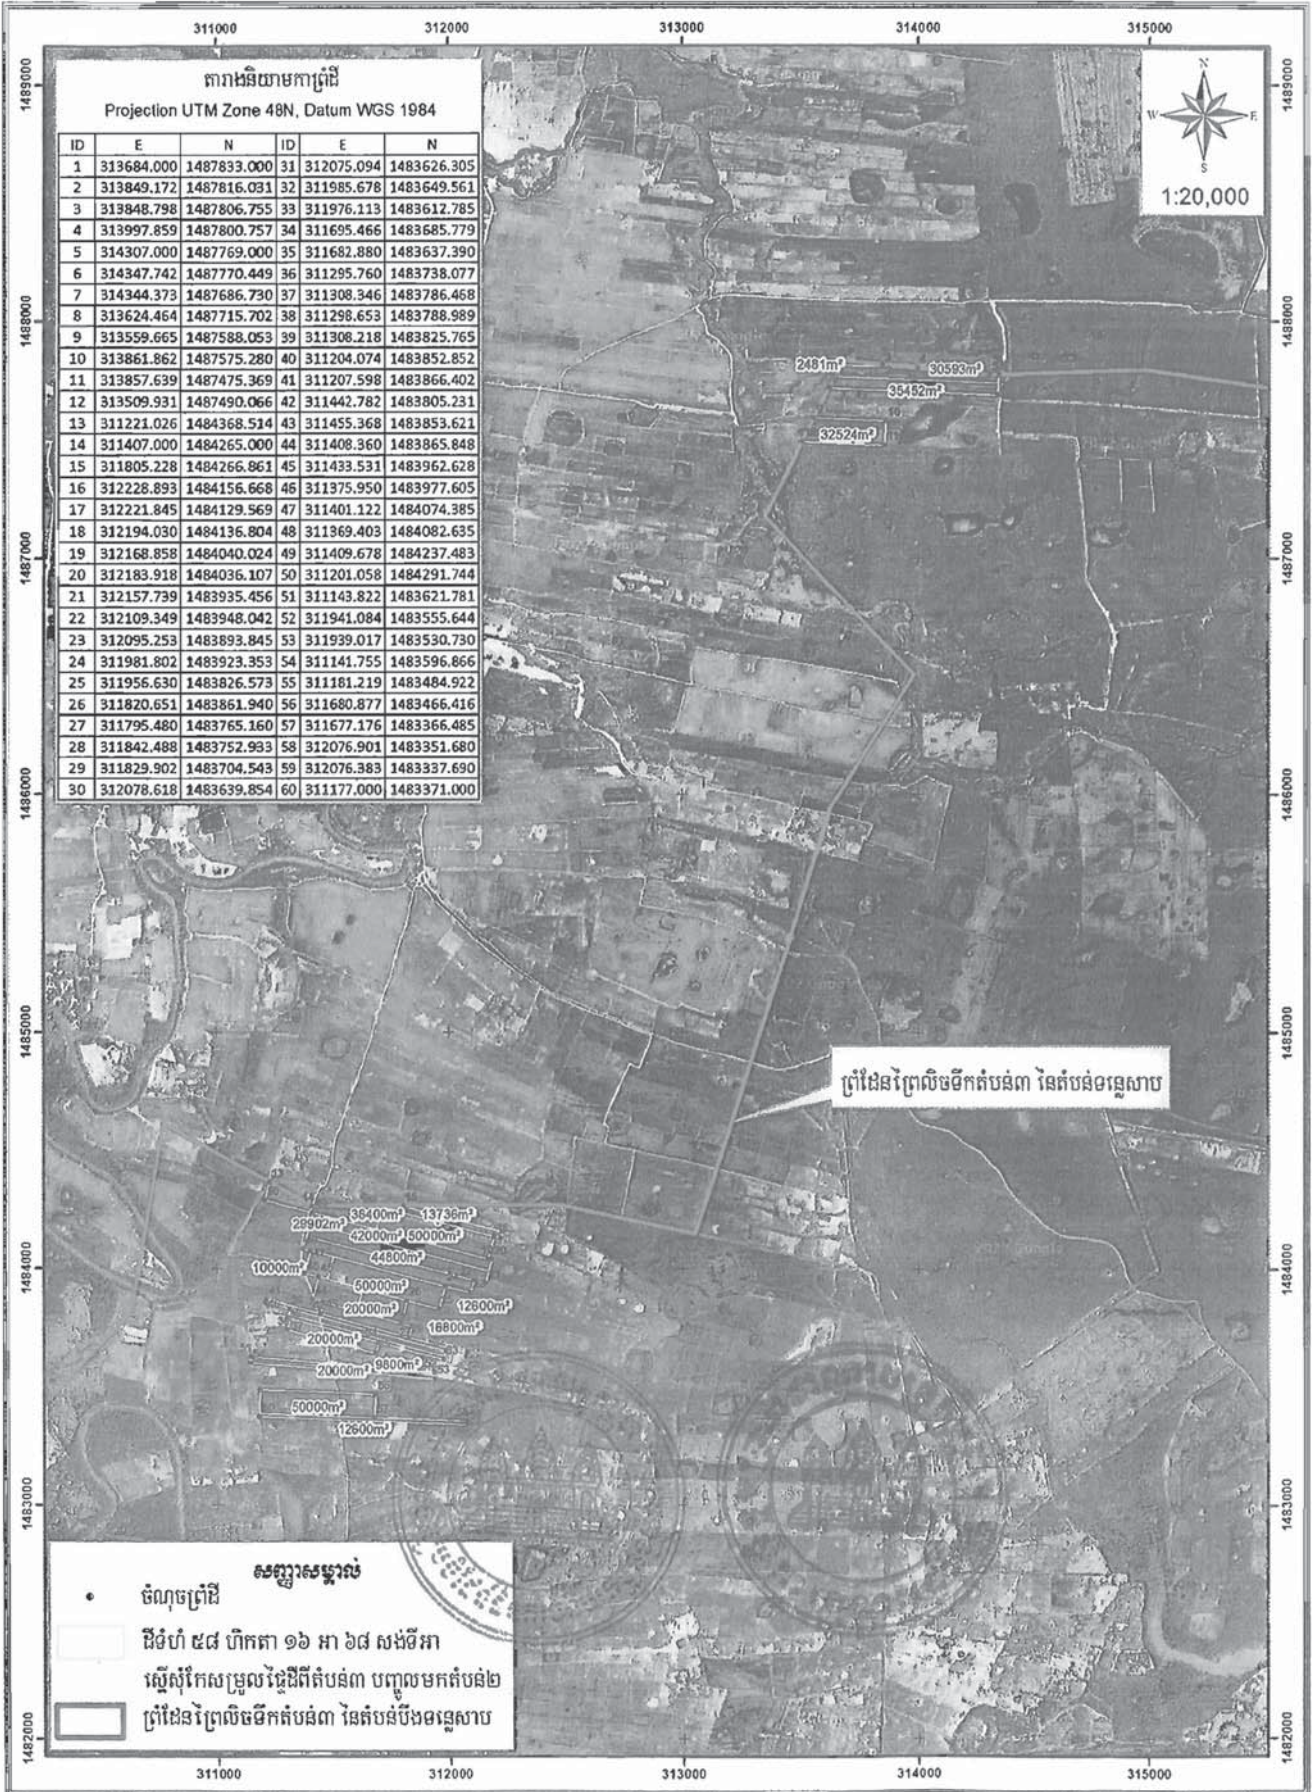 311000 312000 313000 314000 315000
តារាងនិយាមការព្រំដី
Projection UTM Zone 48N, Datum WGS 1984
ID E N ID E N
1 313684.000 1487833.000 31 312075.094 1483626.305
2 313849.172 1487816.031 32 311985.678 1483649.561
3 313848.798 1487806.755 33 311976.113 1483612.785
4 313997.859 1487800.757 34 311695.466 1483685.779
5 314307.000 1487769.000 35 311682.880 1483637.390
6 314347.742 1487770.449 36 311295.760 1483738.077
7 314344.373 1487686.730 37 311308.346 1483786.468
8 313624.464 1487715.702 38 311298.653 1483788.989
9 313559.665 1487588.053 39 311308.218 1483825.765
10 313861.862 1487575.280 40 311204.074 1483852.852
11 313857.639 1487475.369 41 311207.598 1483866.402
12 313509.931 1487490.066 42 311442.782 1483805.231
13 311221.026 1484368.514 43 311455.368 1483853.621
14 311407.000 1484265.000 44 311408.360 1483865.848
15 311805.228 1484266.861 45 311433.531 1483962.628
16 312228.893 1484156.668 46 311375.950 1483977.605
17 312221.845 1484129.569 47 311401.122 1484074.385
18 312194.030 1484136.804 48 311369.403 1484082.635
19 312168.858 1484040.024 49 311409.678 1484237.483
20 312183.918 1484036.107 50 311201.058 1484291.744
21 312157.739 1483935.456 51 311143.822 1483621.781
22 312109.349 1483948.042 52 311941.084 1483555.644
23 312095.253 1483893.845 53 311939.017 1483530.730
24 311981.802 1483923.353 54 311141.755 1483596.866
25 311956.630 1483826.573 55 311181.219 1483484.922
26 311820.651 1483861.940 56 311680.877 1483466.416
27 311795.480 1483765.160 57 311677.176 1483366.485
28 311842.488 1483752.933 58 312076.901 1483351.680
29 311829.902 1483704.543 59 312076.383 1483337.690
30 312078.618 1483639.854 60 311177.000 1483371.000
N
W E
S
1:20,000
1489000 1489000
1488000 1488000
2481m² 30593m²
35452m²
32524m²
1487000 1487000
1486000 1486000
1485000 1485000
ព្រំដែនព្រៃលិចទឹកតំបន់៣ នៃតំបន់ទន្លេសាប
38400m² 13736m²
29902m²
42000m² 50000m²
44800m²
10000m²
1484000 1484000
50000m²
20000m² 12600m²
16800m²
20000m²
20000m² 9800m²
50000m²
12600m²
1483000 1483000
សញ្ញាសម្គាល់
ចំណុចព្រំដី
ដីទំហំ ៥៨ ហិកតា ១៦ អា ៦៨ សង់ទីអា
ស្នើសុំកែសម្រួលផ្ទៃដីពីតំបន់៣ បញ្ចូលមកតំបន់២
ព្រំដែនព្រៃលិចទឹកតំបន់៣ នៃតំបន់បឹងទន្លេសាប
1482000 1482000
311000 312000 313000 314000 315000